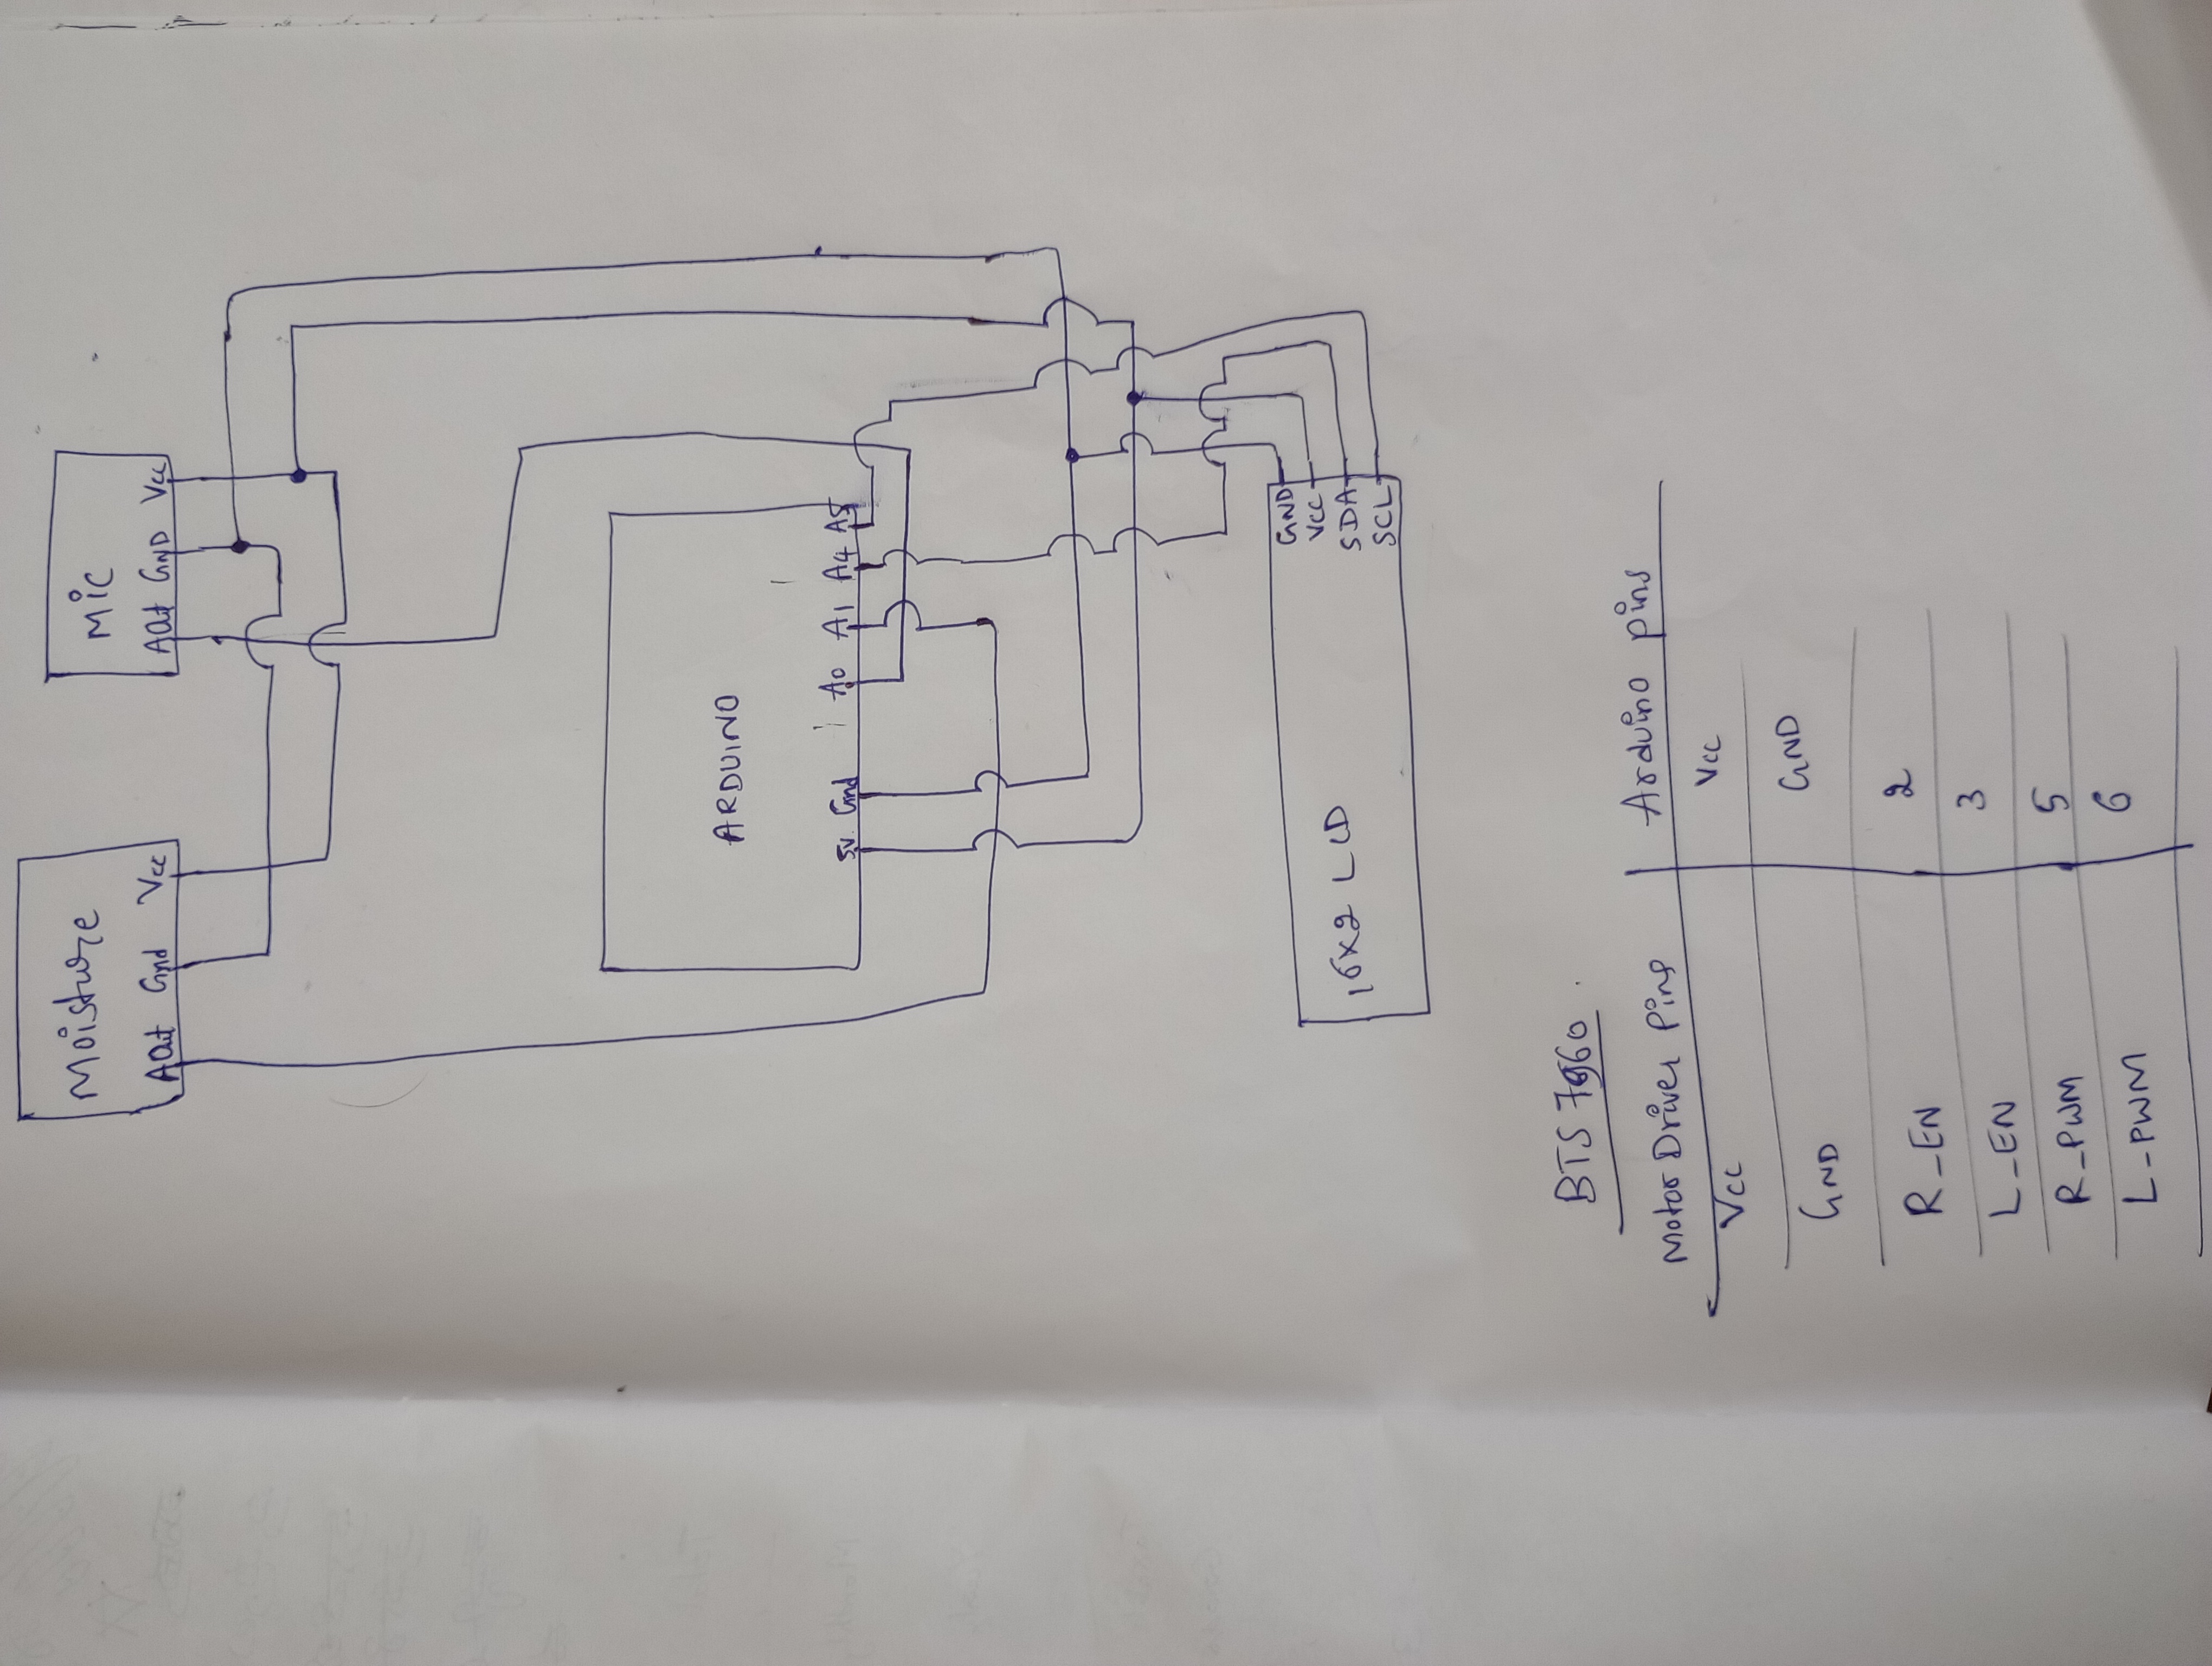 Moisture
Mic
AOut Gnd Vcc
AOut GND Vcc
ARDUINO
5V Gnd A0 A1 A4 A5
GND
VCC
16x2 LCD
SDA
SCL
BTS 7960
Motor Driver Pins Arduino pins
Vcc Vcc
GND GND
R_EN 2
L_EN 3
R_PWM 5
L-PWM 6